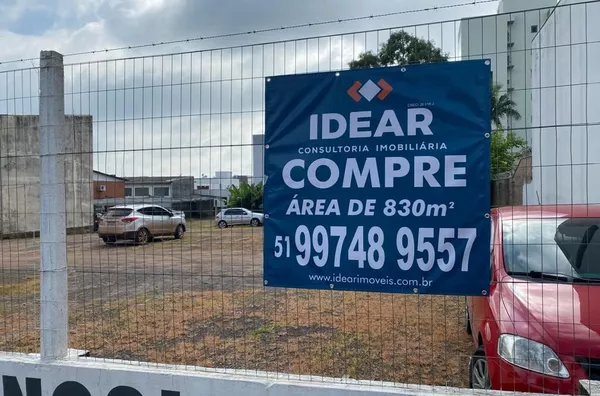 IDEAR
CONSULTORIA IMOBILIÁRIA
COMPRE
ÁREA DE 830m²
51 99748 9557
www.idearimoveis.com.br